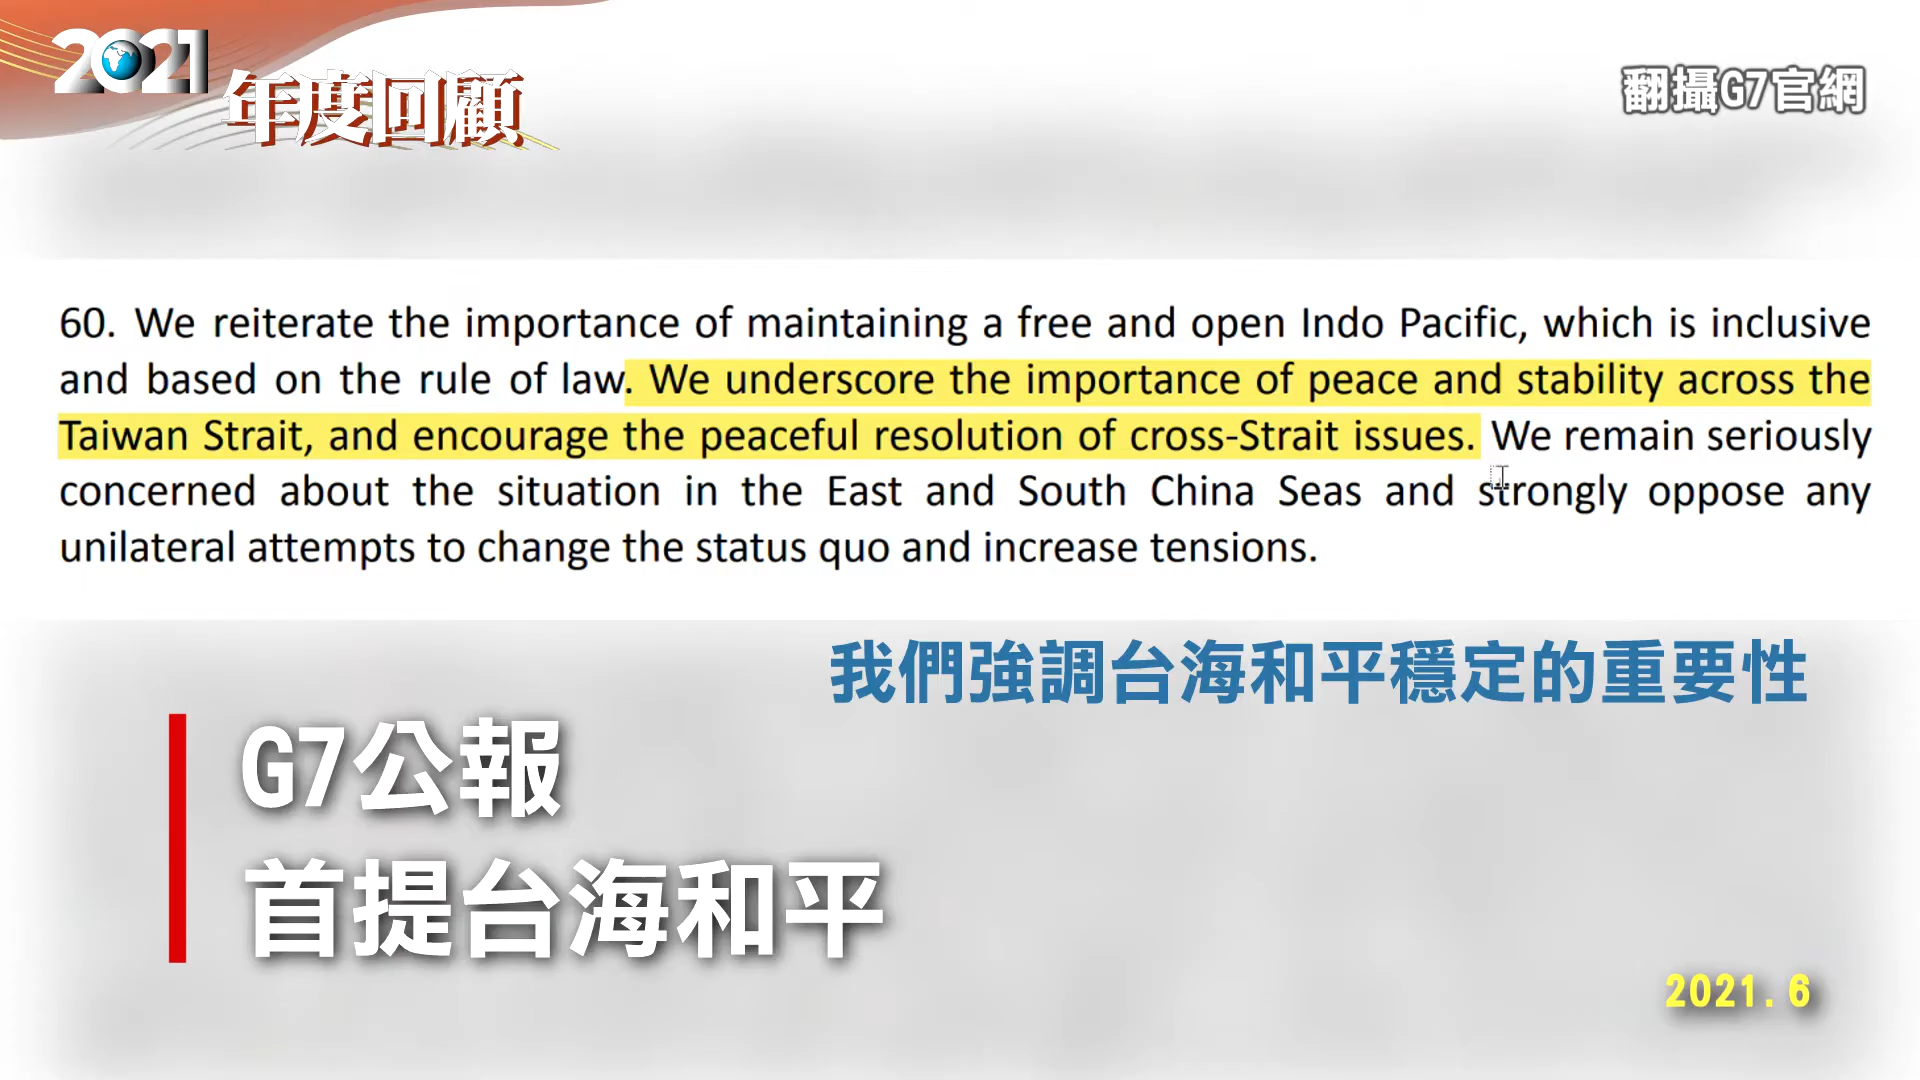 2021
年度回顧
翻攝G7官網
60. We reiterate the importance of maintaining a free and open Indo Pacific, which is inclusive
and based on the rule of law. We underscore the importance of peace and stability across the
Taiwan Strait, and encourage the peaceful resolution of cross-Strait issues. We remain seriously
concerned about the situation in the East and South China Seas and strongly oppose any
unilateral attempts to change the status quo and increase tensions.
我們強調台海和平穩定的重要性
G7公報
首提台海和平
2021.6